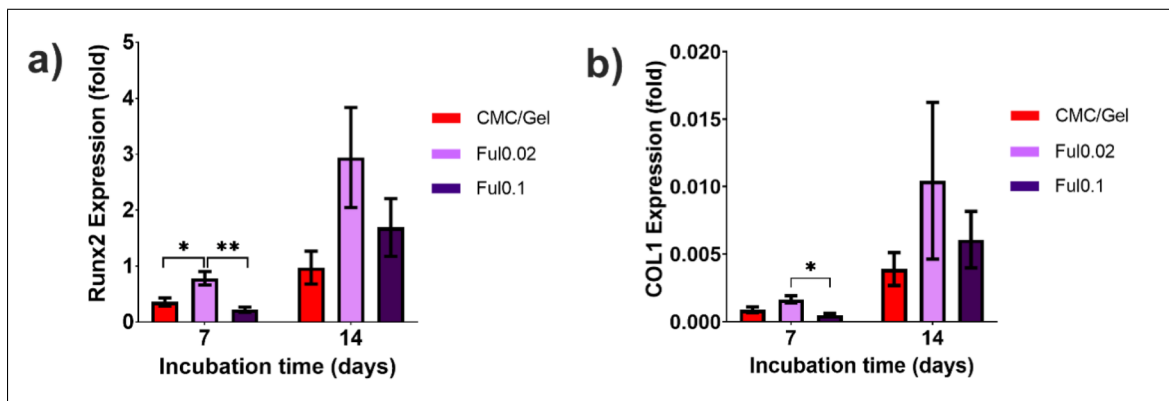 a)
Runx2 Expression (fold)
5
4
3
2
1
0
* **
7 14
Incubation time (days)
CMC/Gel
Ful0.02
Ful0.1
b)
COL1 Expression (fold)
0.020
0.015
0.010
0.005
0.000
*
7 14
Incubation time (days)
CMC/Gel
Ful0.02
Ful0.1